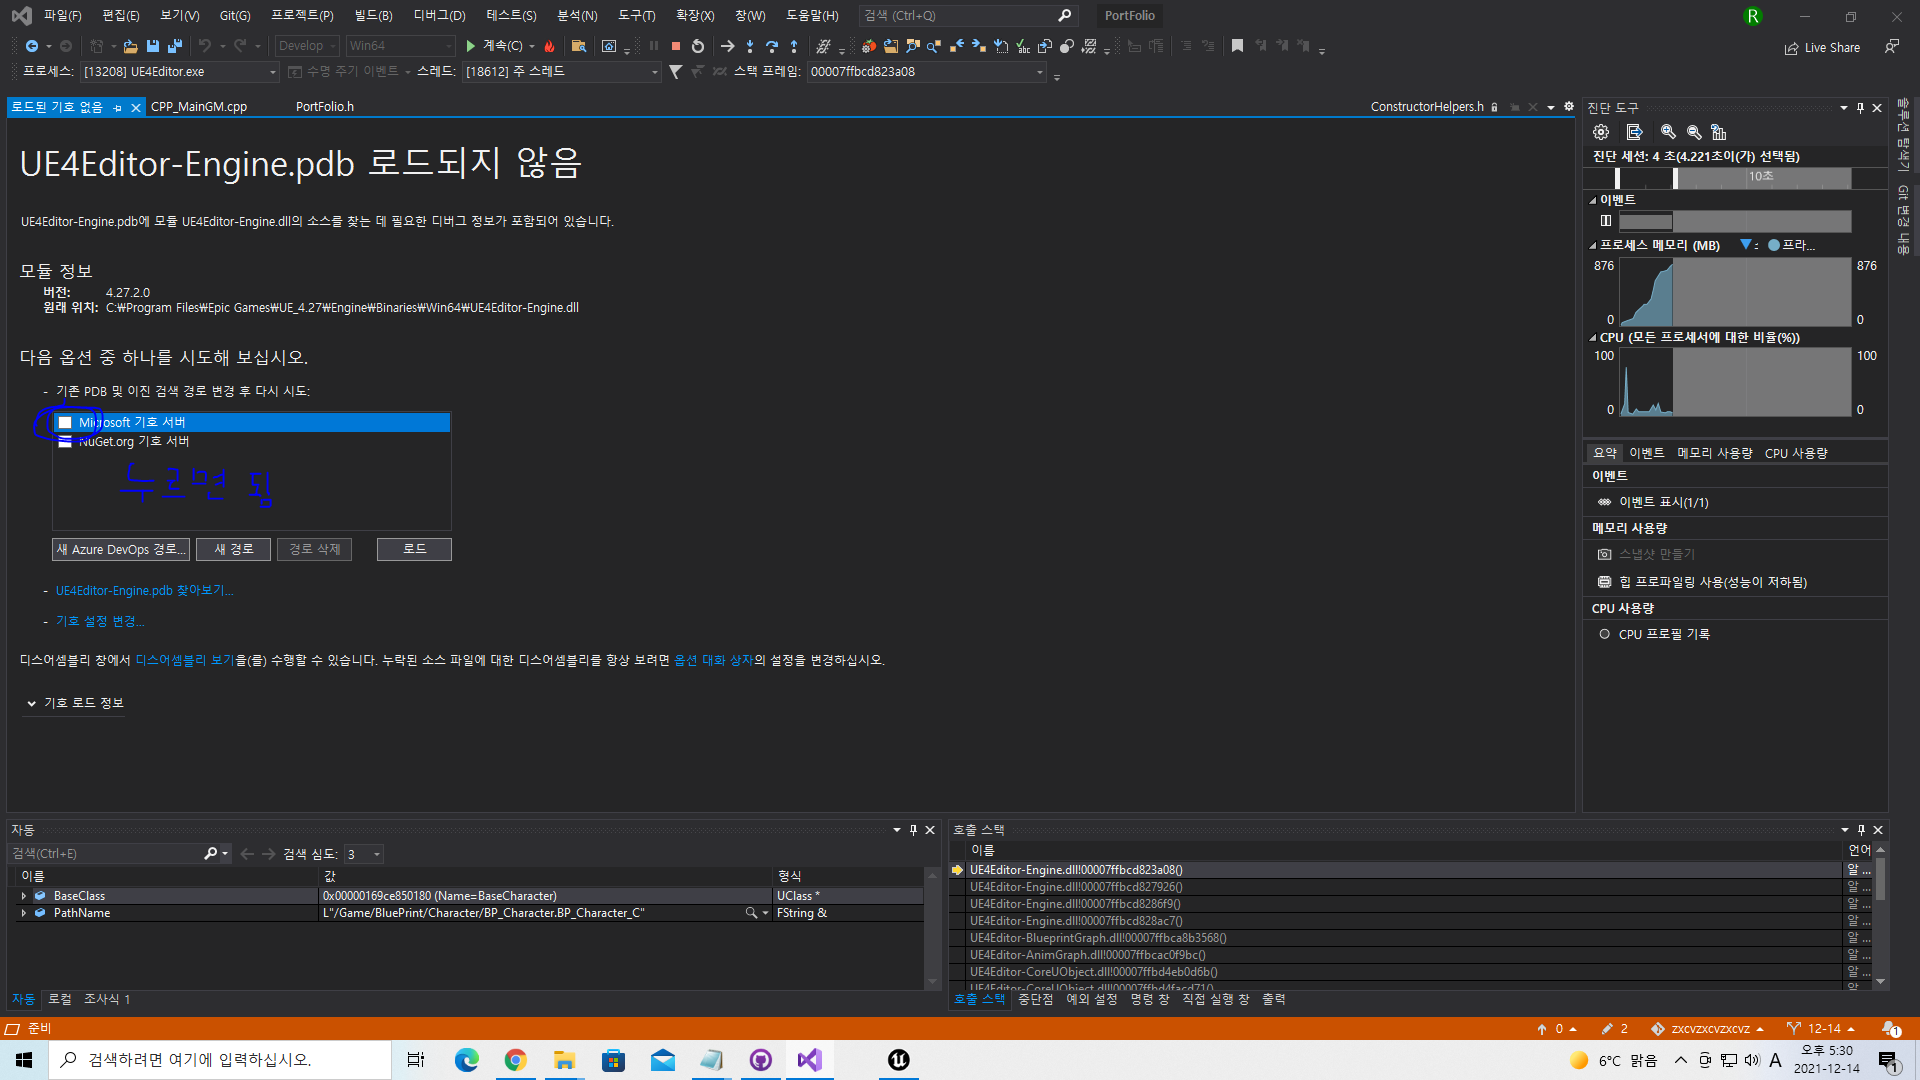 파일(F) 편집(E) 보기(V) Git(G) 프로젝트(P) 빌드(B) 디버그(D) 테스트(S) 분석(N) 도구(T) 확장(X) 창(W) 도움말(H) 검색 (Ctrl+Q) PortFolio R
Develop Win64 계속(C) Live Share
프로세스: [13208] UE4Editor.exe 수명 주기 이벤트 스레드: [18612] 주 스레드 스택 프레임: 00007ffbcd823a08
로드된 기호 없음 CPP_MainGM.cpp PortFolio.h ConstructorHelpers.h
UE4Editor-Engine.pdb 로드되지 않음
UE4Editor-Engine.pdb에 모듈 UE4Editor-Engine.dll의 소스를 찾는 데 필요한 디버그 정보가 포함되어 있습니다.
모듈 정보
버전: 4.27.2.0
원래 위치: C:₩Program Files₩Epic Games₩UE_4.27₩Engine₩Binaries₩Win64₩UE4Editor-Engine.dll
다음 옵션 중 하나를 시도해 보십시오.
- 기존 PDB 및 이진 검색 경로 변경 후 다시 시도:
Microsoft 기호 서버
NuGet.org 기호 서버
누르면 됨
새 Azure DevOps 경로... 새 경로 경로 삭제 로드
- UE4Editor-Engine.pdb 찾아보기...
- 기호 설정 변경...
디스어셈블리 창에서 디스어셈블리 보기을(를) 수행할 수 있습니다. 누락된 소스 파일에 대한 디스어셈블리를 항상 보려면 옵션 대화 상자의 설정을 변경하십시오.
기호 로드 정보
진단 도구
진단 세션: 4 초(4.221초이(가) 선택됨)
10초
이벤트
프로세스 메모리 (MB) 프라...
876 876
0 0
CPU (모든 프로세서에 대한 비율(%))
100 100
0 0
요약 이벤트 메모리 사용량 CPU 사용량
이벤트
이벤트 표시(1/1)
메모리 사용량
스냅샷 만들기
힙 프로파일링 사용(성능이 저하됨)
CPU 사용량
CPU 프로필 기록
솔루션 탐색기
Git 변경 내용
자동
검색(Ctrl+E) 검색 심도: 3
이름 값 형식
BaseClass 0x00000169ce850180 (Name=BaseCharacter) UClass *
PathName L"/Game/BluePrint/Character/BP_Character.BP_Character_C" FString &
자동 로컬 조사식 1
호출 스택
이름 언어
UE4Editor-Engine.dll!00007ffbcd823a08() 알 ...
UE4Editor-Engine.dll!00007ffbcd827926() 알 ...
UE4Editor-Engine.dll!00007ffbcd8286f9() 알 ...
UE4Editor-Engine.dll!00007ffbcd828ac7() 알 ...
UE4Editor-BlueprintGraph.dll!00007ffbca8b3568() 알 ...
UE4Editor-AnimGraph.dll!00007ffbcac0f9bc() 알 ...
UE4Editor-CoreUObject.dll!00007ffbd4eb0d6b() 알 ...
UE4Editor-CoreUObject.dll!00007ffbd4facd71()
호출 스택 중단점 예외 설정 명령 창 직접 실행 창 출력
준비 0 2 zxcvzxcvzxcvz 12-14 1
검색하려면 여기에 입력하십시오. 6°C 맑음 A 오후 5:30
2021-12-14 1